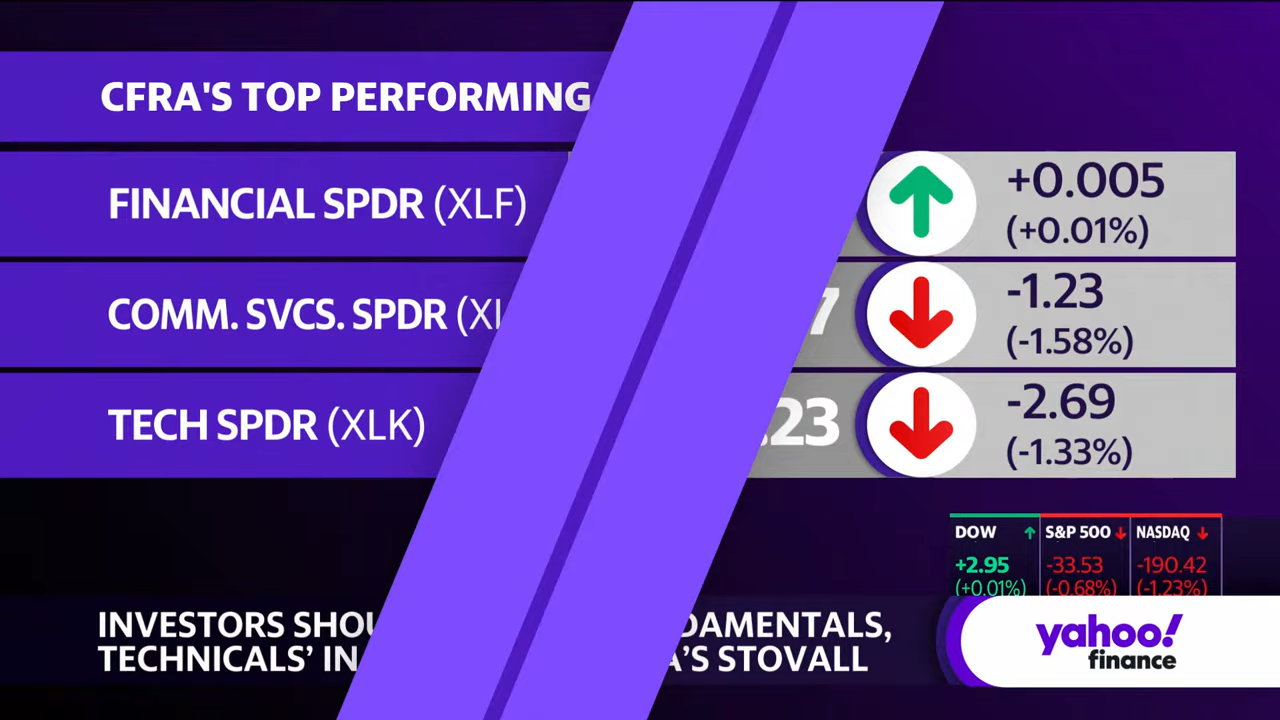 CFRA'S TOP PERFORMING
FINANCIAL SPDR (XLF)
+0.005
(+0.01%)
COMM. SVCS. SPDR
7
-1.23
(-1.58%)
TECH SPDR (XLK)
.23
-2.69
(-1.33%)
DOW S&P 500 NASDAQ
+2.95 -33.53 -190.42
(+0.01%) (-0.68%) (-1.23%)
INVESTORS
TECHNICALS’ IN STOVALL
yahoo!
finance